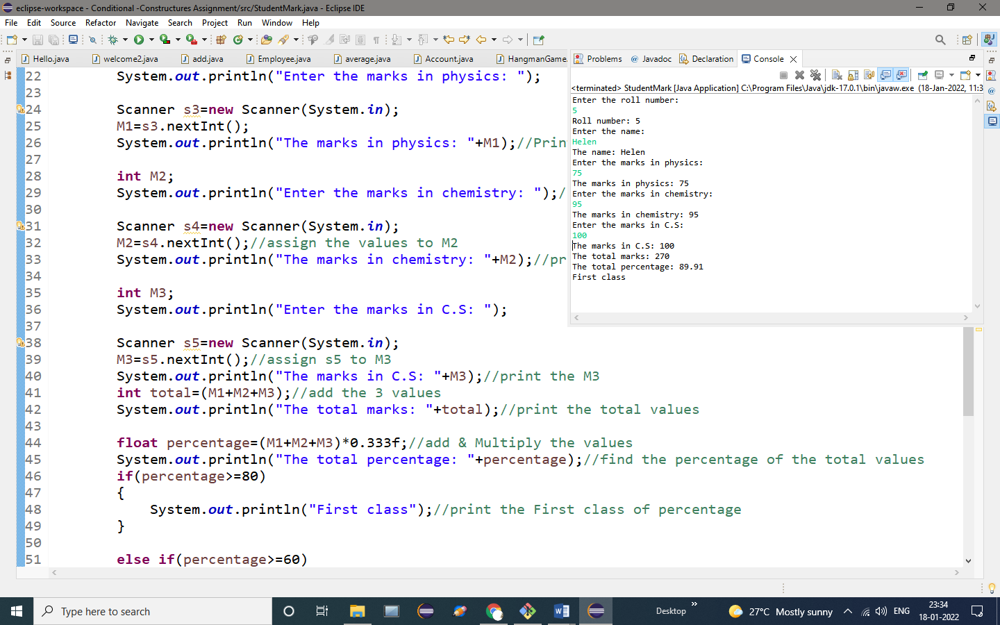 eclipse-workspace - Conditional -Constructures Assignment/src/StudentMark.java - Eclipse IDE
File Edit Source Refactor Navigate Search Project Run Window Help
Hello.java welcome2.java add.java Employee.java average.java Account.java HangmanGame.
22 System.out.println("Enter the marks in physics: ");
23
24 Scanner s3=new Scanner(System.in);
25 M1=s3.nextInt();
26 System.out.println("The marks in physics: "+M1);//Prin
27
28 int M2;
29 System.out.println("Enter the marks in chemistry: ");/
30
31 Scanner s4=new Scanner(System.in);
32 M2=s4.nextInt();//assign the values to M2
33 System.out.println("The marks in chemistry: "+M2);//pr
34
35 int M3;
36 System.out.println("Enter the marks in C.S: ");
37
38 Scanner s5=new Scanner(System.in);
39 M3=s5.nextInt();//assign s5 to M3
40 System.out.println("The marks in C.S: "+M3);//print the M3
41 int total=(M1+M2+M3);//add the 3 values
42 System.out.println("The total marks: "+total);//print the total values
43
44 float percentage=(M1+M2+M3)*0.333f;//add & Multiply the values
45 System.out.println("The total percentage: "+percentage);//find the percentage of the total values
46 if(percentage>=80)
47 {
48 System.out.println("First class");//print the First class of percentage
49 }
50
51 else if(percentage>=60)
Problems Javadoc Declaration Console
<terminated> StudentMark [Java Application] C:\Program Files\Java\jdk-17.0.1\bin\javaw.exe (18-Jan-2022, 11:3
Enter the roll number:
5
Roll number: 5
Enter the name:
Helen
The name: Helen
Enter the marks in physics:
75
The marks in physics: 75
Enter the marks in chemistry:
95
The marks in chemistry: 95
Enter the marks in C.S:
100
The marks in C.S: 100
The total marks: 270
The total percentage: 89.91
First class
Type here to search
Desktop
27°C Mostly sunny
ENG
23:34
18-01-2022